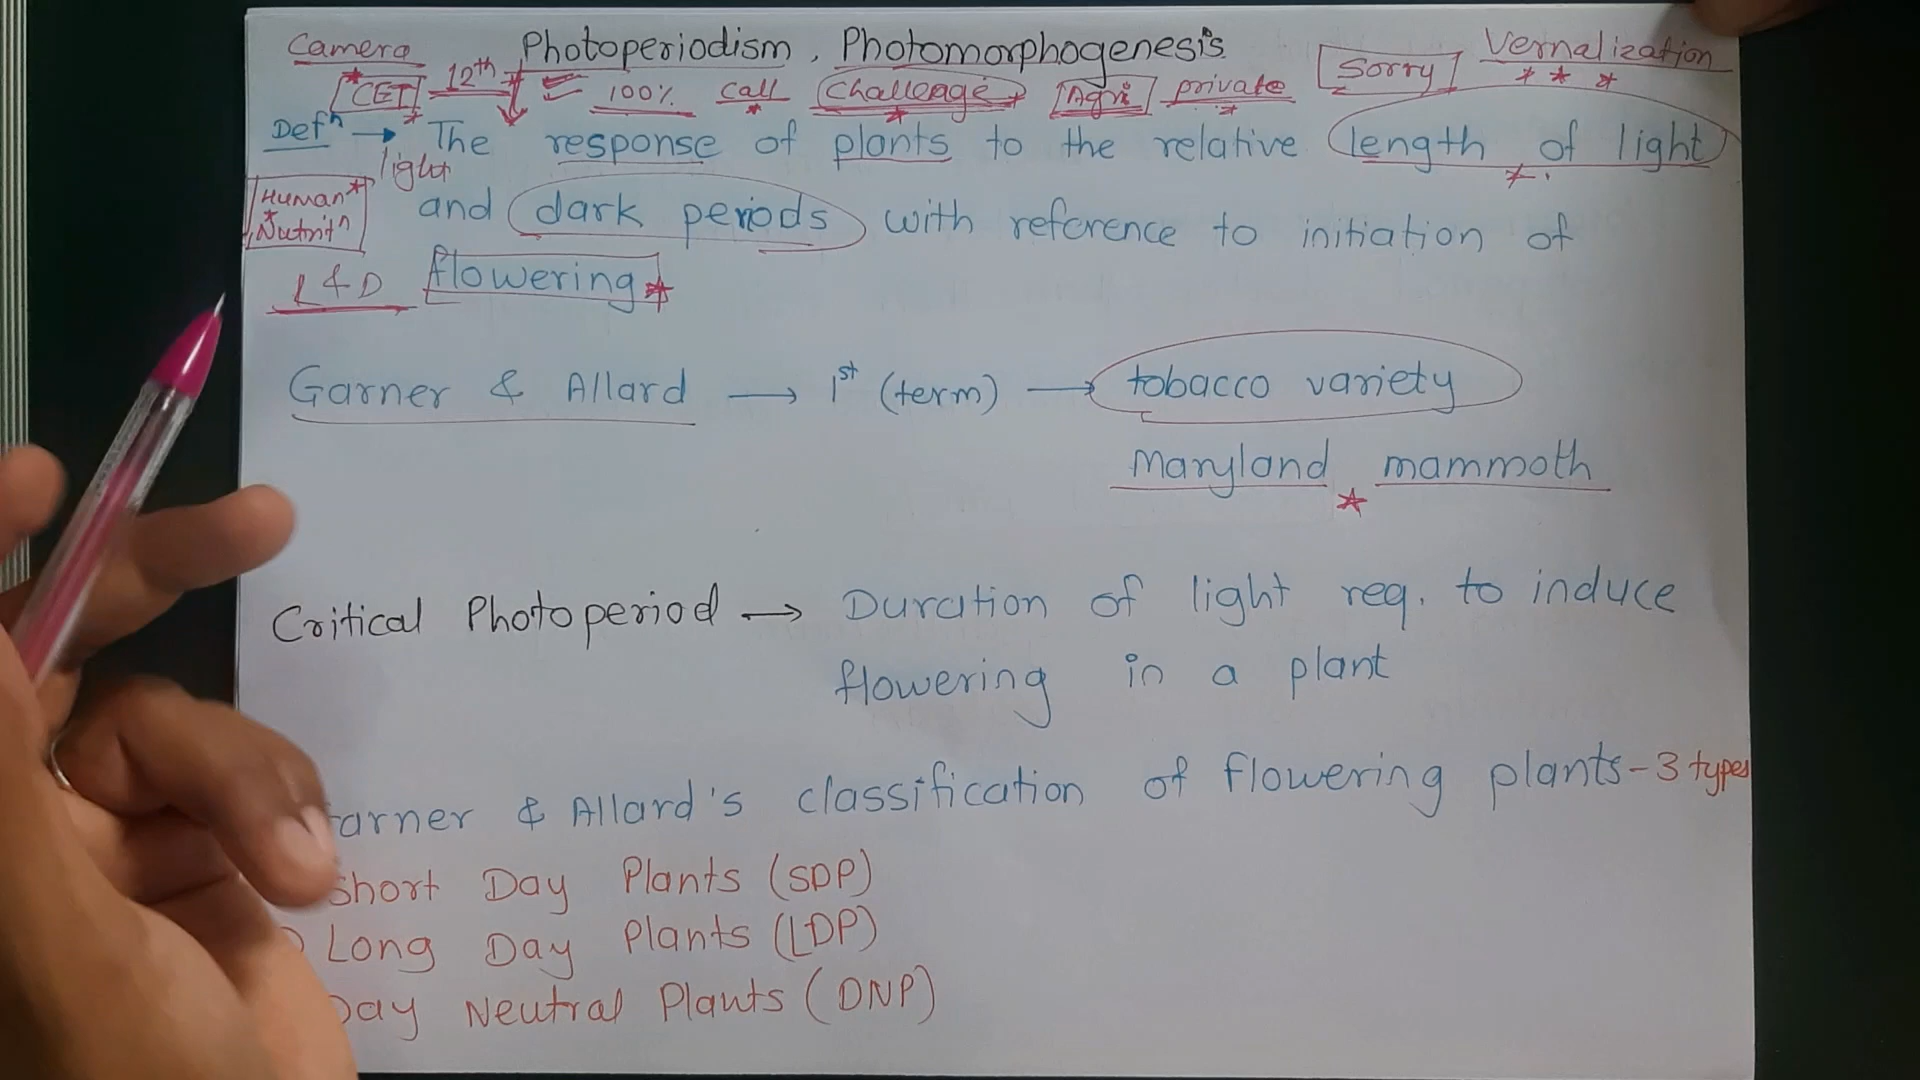 Camera Photoperiodism, Photomorphogenesis Sorry Vernalization
CET 12th 100% call challenge Agri private
Defn → The response of plants to the relative length of light
light
Human Nutritn and dark periods with reference to initiation of
L & D flowering
Garner & Allard → 1st (term) → tobacco variety
Maryland mammoth
Critical Photoperiod → Duration of light req. to induce
flowering in a plant
arner & Allard's classification of flowering plants - 3 types
Short Day Plants (SDP)
Long Day Plants (LDP)
Day Neutral Plants (DNP)